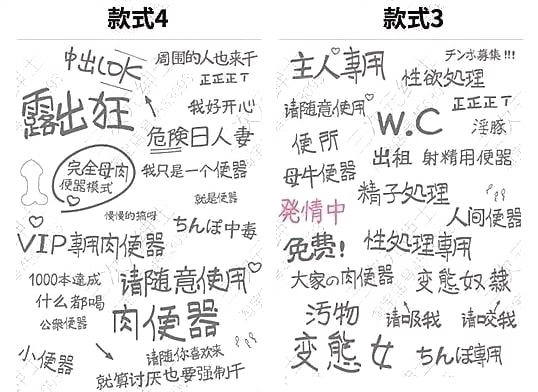 款式4
中出しOK
周围的人也来干
正正正T
露出狂
我好开心
危険日人妻
完全母肉
便器模式
我只是一个便器
就是便器
慢慢的搞呀
ちんぽ中毒
VIP専用肉便器
1000本達成
请随意使用
什么都喝
公衆便器
肉便器
小便器
请随你喜欢来
就算讨厌也要强制干
款式3
主人専用
チンポ募集!!!
性欲処理
请随意使用
正正正T
W.C
淫豚
便所
出租
射精用便器
母牛便器
精子処理
発情中
人间便器
免费!
性処理専用
大家の肉便器
変態奴隷
汚物
请吸我
请咬我
変態女
ちんぽ専用